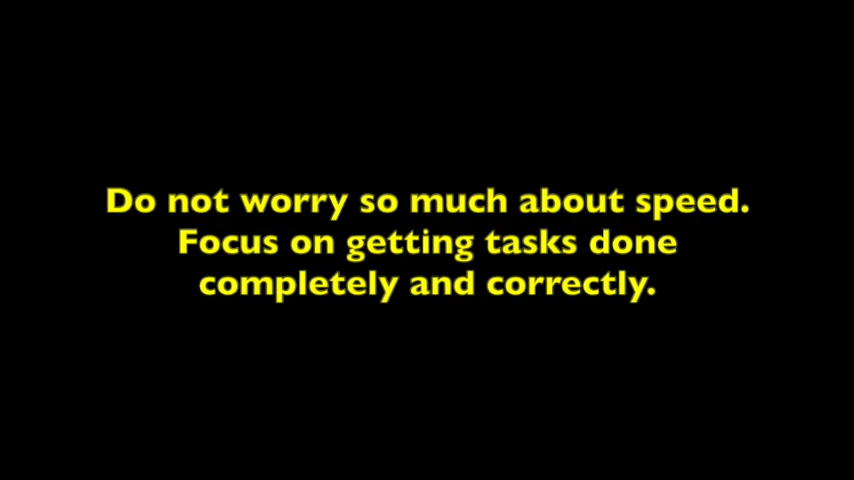 Do not worry so much about speed.
Focus on getting tasks done
completely and correctly.